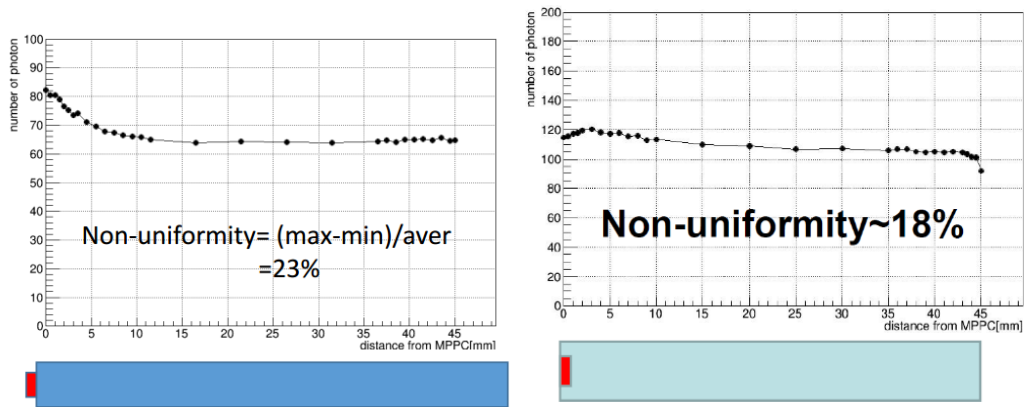 number of photon
100
90
80
70
60
50
40
30
20
10
0
0 5 10 15 20 25 30 35 40 45
distance from MPPC[mm]
Non-uniformity= (max-min)/aver
=23%
number of photon
200
180
160
140
120
100
80
60
40
20
0
0 5 10 15 20 25 30 35 40 45
distance from MPPC[mm]
Non-uniformity~18%